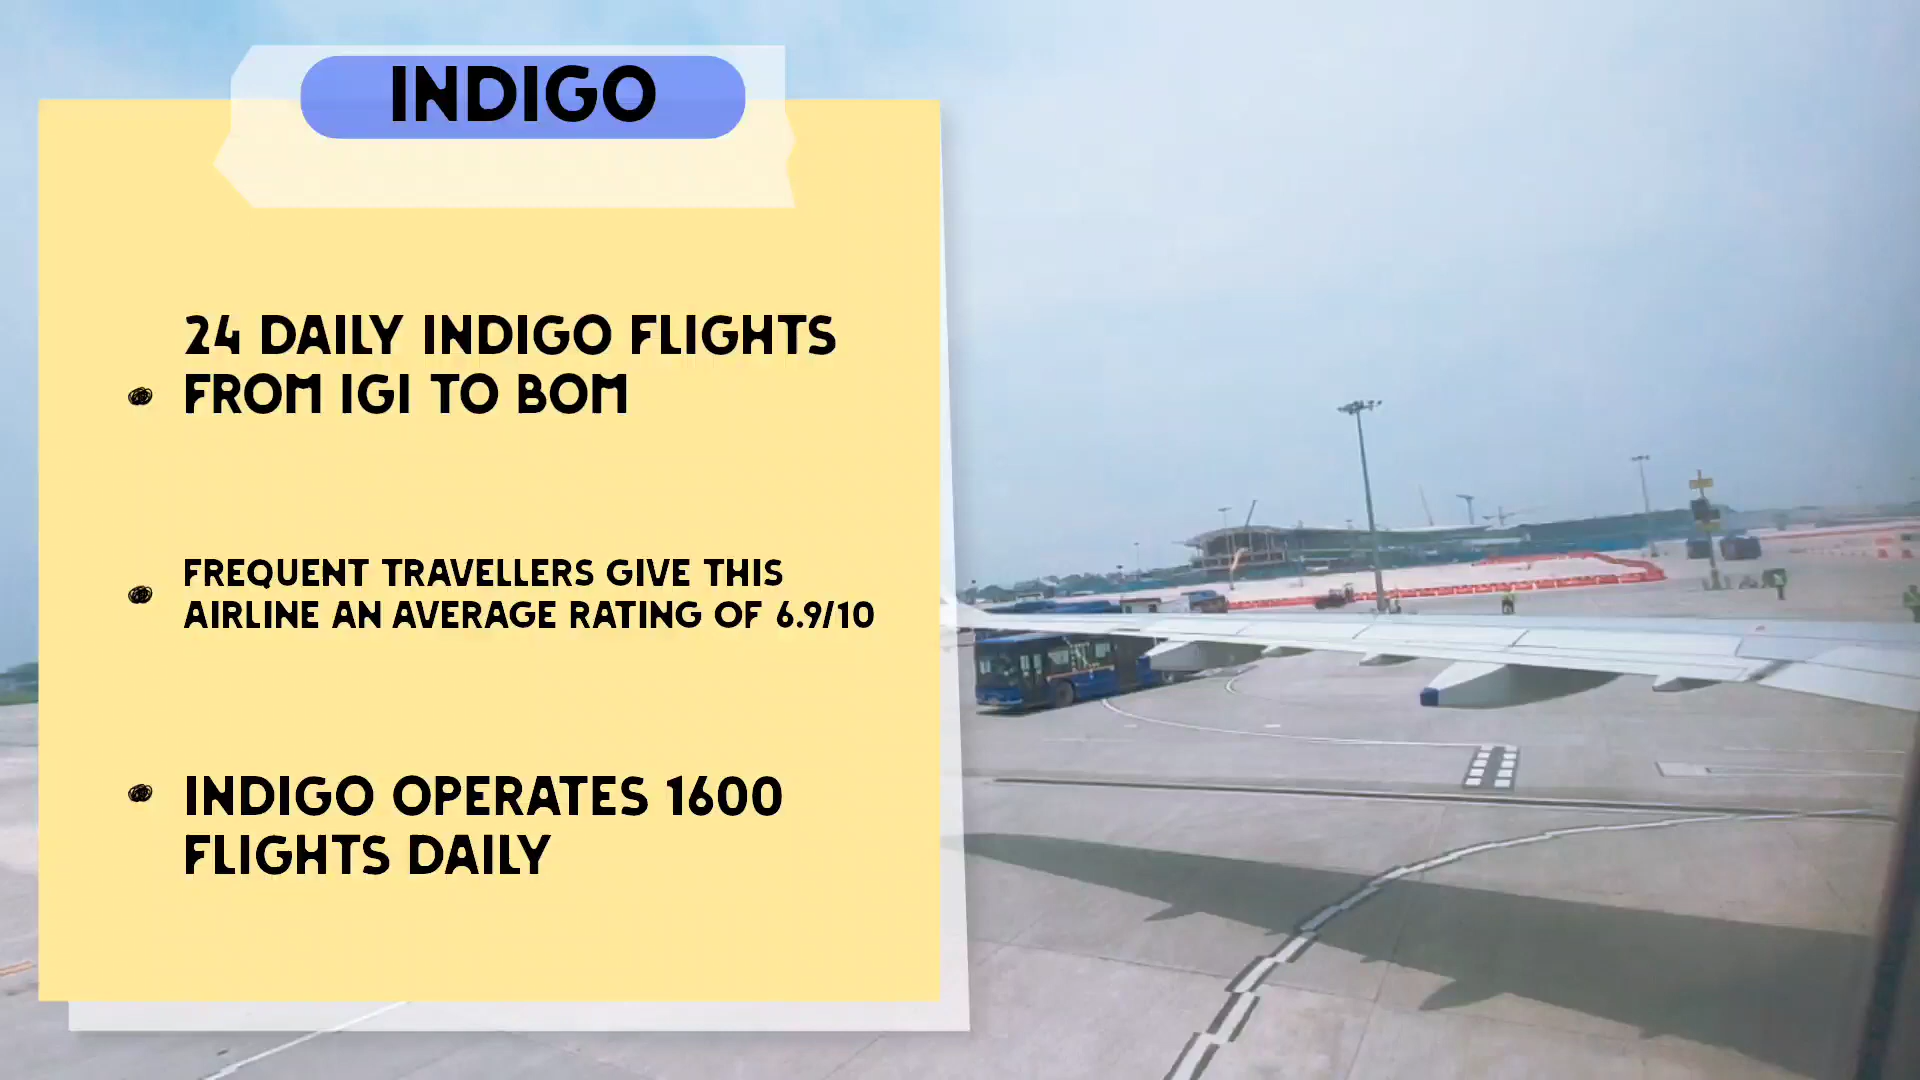 INDIGO
24 DAILY INDIGO FLIGHTS
FROM IGI TO BOM
FREQUENT TRAVELLERS GIVE THIS
AIRLINE AN AVERAGE RATING OF 6.9/10
INDIGO OPERATES 1600
FLIGHTS DAILY